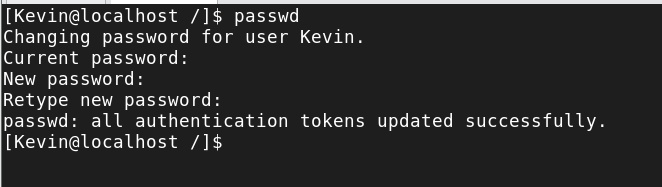 [Kevin@localhost /]$ passwd
Changing password for user Kevin.
Current password:
New password:
Retype new password:
passwd: all authentication tokens updated successfully.
[Kevin@localhost /]$